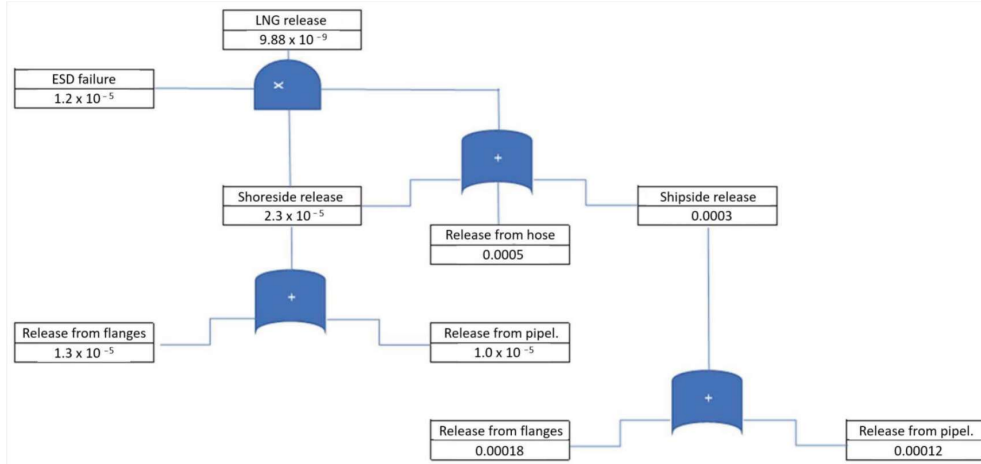 LNG release
9.88 x 10 ⁻⁹
ESD failure
1.2 x 10 ⁻⁵
x
+
Shoreside release
2.3 x 10 ⁻⁵
Shipside release
0.0003
Release from hose
0.0005
+
Release from flanges
1.3 x 10 ⁻⁵
Release from pipel.
1.0 x 10 ⁻⁵
+
Release from flanges
0.00018
Release from pipel.
0.00012